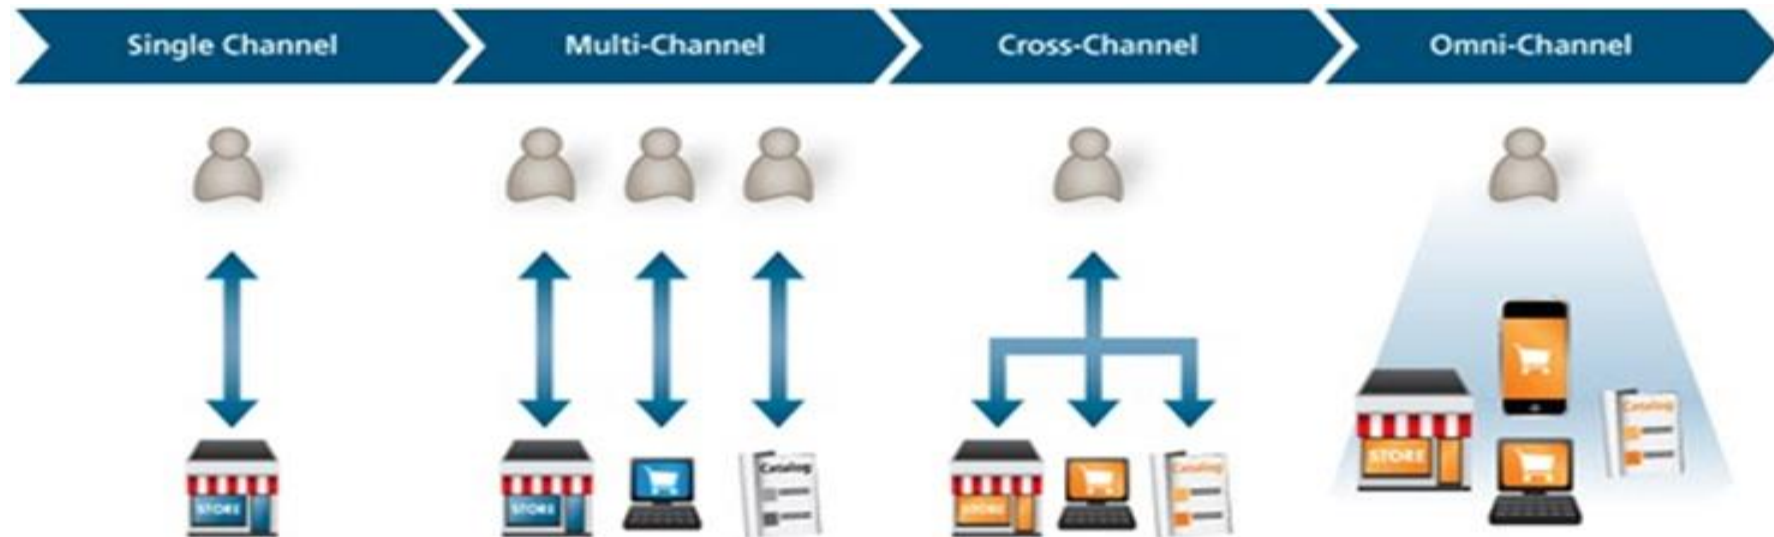 Single Channel
Multi-Channel
Cross-Channel
Omni-Channel
STORE
STORE
Catalog
STORE
Catalog
STORE
Catalog